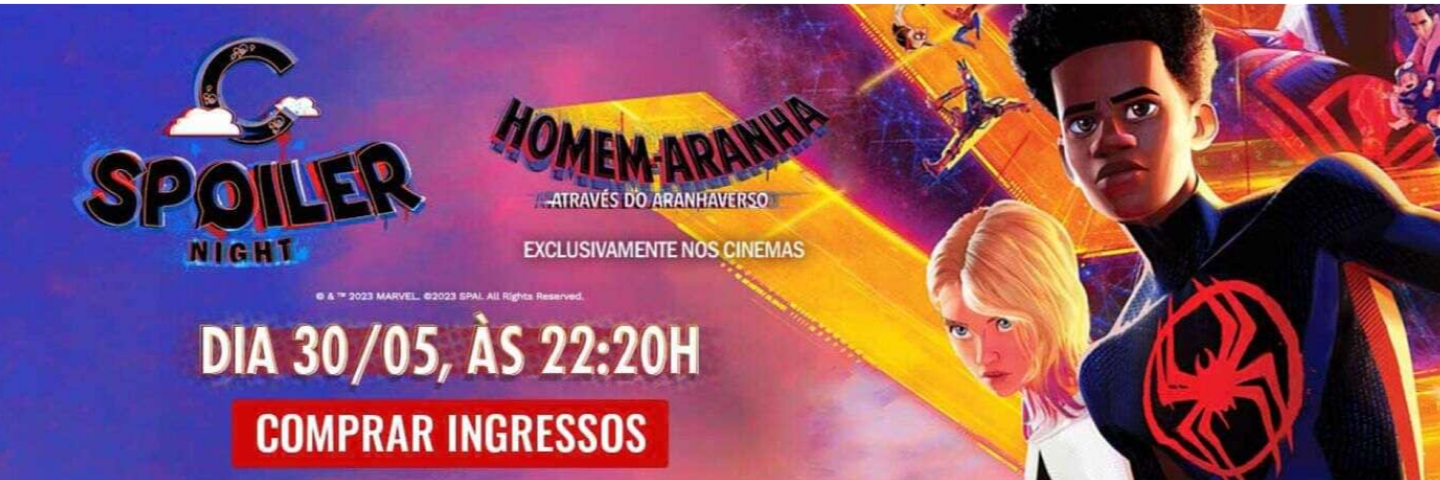 C
SPOILER
NIGHT
HOMEM-ARANHA
ATRAVÉS DO ARANHAVERSO
EXCLUSIVAMENTE NOS CINEMAS
© & ™ 2023 MARVEL. ©2023 SPAI. All Rights Reserved.
DIA 30/05, ÀS 22:20H
COMPRAR INGRESSOS